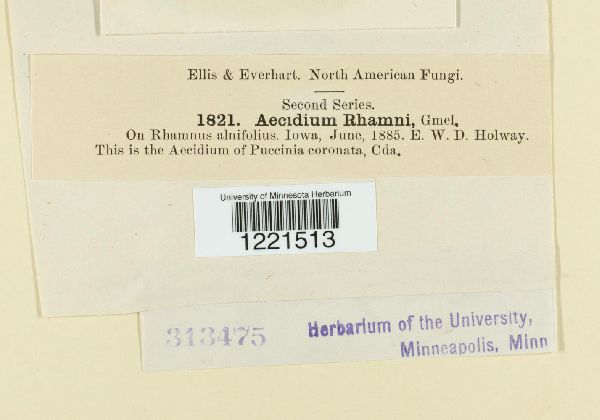 Ellis & Everhart. North American Fungi.
Second Series.
1821. Aecidium Rhamni, Gmel.
On Rhamnus alnifolius. Iowa, June, 1885. E. W. D. Holway.
This is the Aecidium of Puccinia coronata, Cda.
University of Minnesota Herbarium
1221513
313475
Herbarium of the University,
Minneapolis, Minn